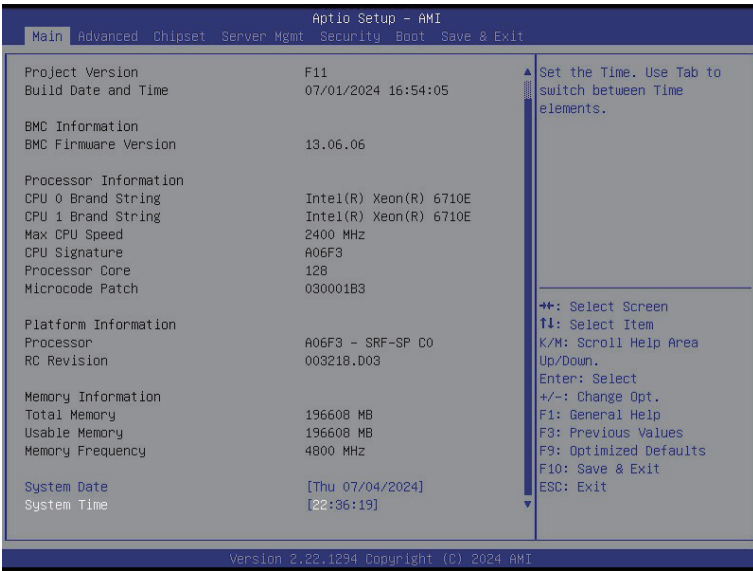 Aptio Setup – AMI
Main Advanced Chipset Server Mgmt Security Boot Save & Exit
Project Version F11
Build Date and Time 07/01/2024 16:54:05
BMC Information
BMC Firmware Version 13.06.06
Processor Information
CPU 0 Brand String Intel(R) Xeon(R) 6710E
CPU 1 Brand String Intel(R) Xeon(R) 6710E
Max CPU Speed 2400 MHz
CPU Signature A06F3
Processor Core 128
Microcode Patch 030001B3
Platform Information
Processor A06F3 – SRF-SP C0
RC Revision 003218.D03
Memory Information
Total Memory 196608 MB
Usable Memory 196608 MB
Memory Frequency 4800 MHz
System Date [Thu 07/04/2024]
System Time [22:36:19]
Set the Time. Use Tab to
switch between Time
elements.
→←: Select Screen
↑↓: Select Item
K/M: Scroll Help Area
Up/Down.
Enter: Select
+/-: Change Opt.
F1: General Help
F3: Previous Values
F9: Optimized Defaults
F10: Save & Exit
ESC: Exit
Version 2.22.1294 Copyright (C) 2024 AMI